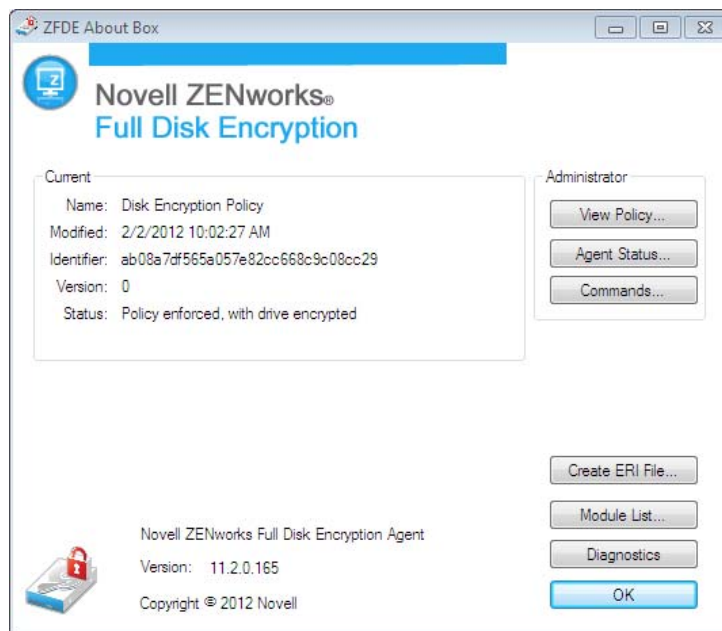 ZFDE About Box
Z
Novell ZENworks®
Full Disk Encryption
Current
Name: Disk Encryption Policy
Modified: 2/2/2012 10:02:27 AM
Identifier: ab08a7df565a057e82cc668c9c08cc29
Version: 0
Status: Policy enforced, with drive encrypted
Administrator
View Policy...
Agent Status...
Commands...
Create ERI File...
Module List...
Diagnostics
OK
Novell ZENworks Full Disk Encryption Agent
Version: 11.2.0.165
Copyright © 2012 Novell